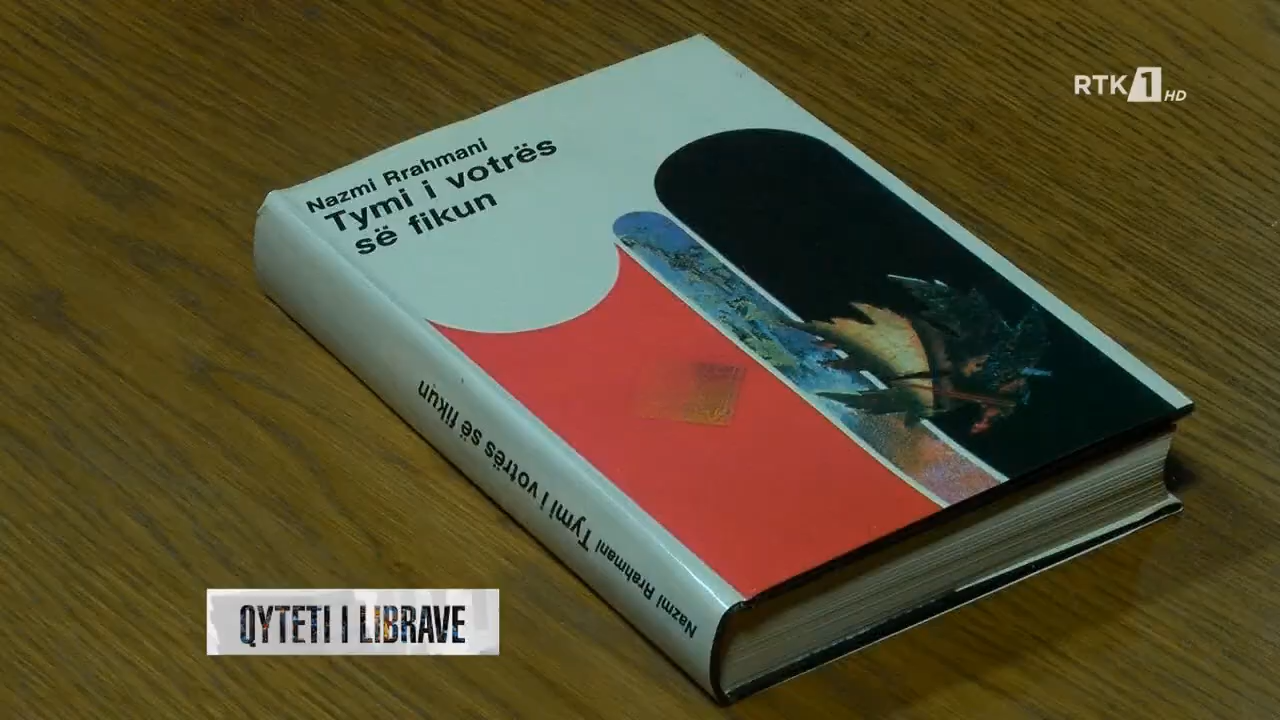 RTK 1 HD
Nazmi Rrahmani
Tymi i votrës
së fikun
Nazmi Rrahmani Tymi i votrës së fikun
QYTETI I LIBRAVE